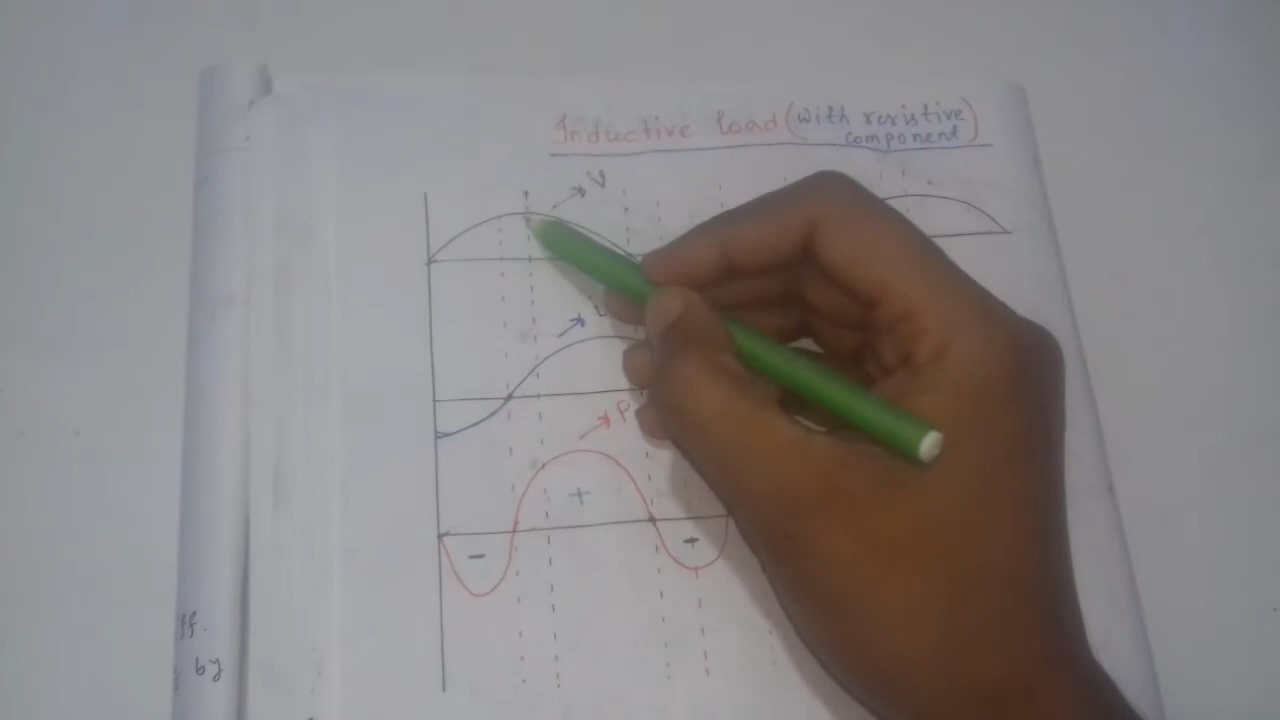 Inductive load (with resistive
component)
V
i
P
+
-
-
ff.
by